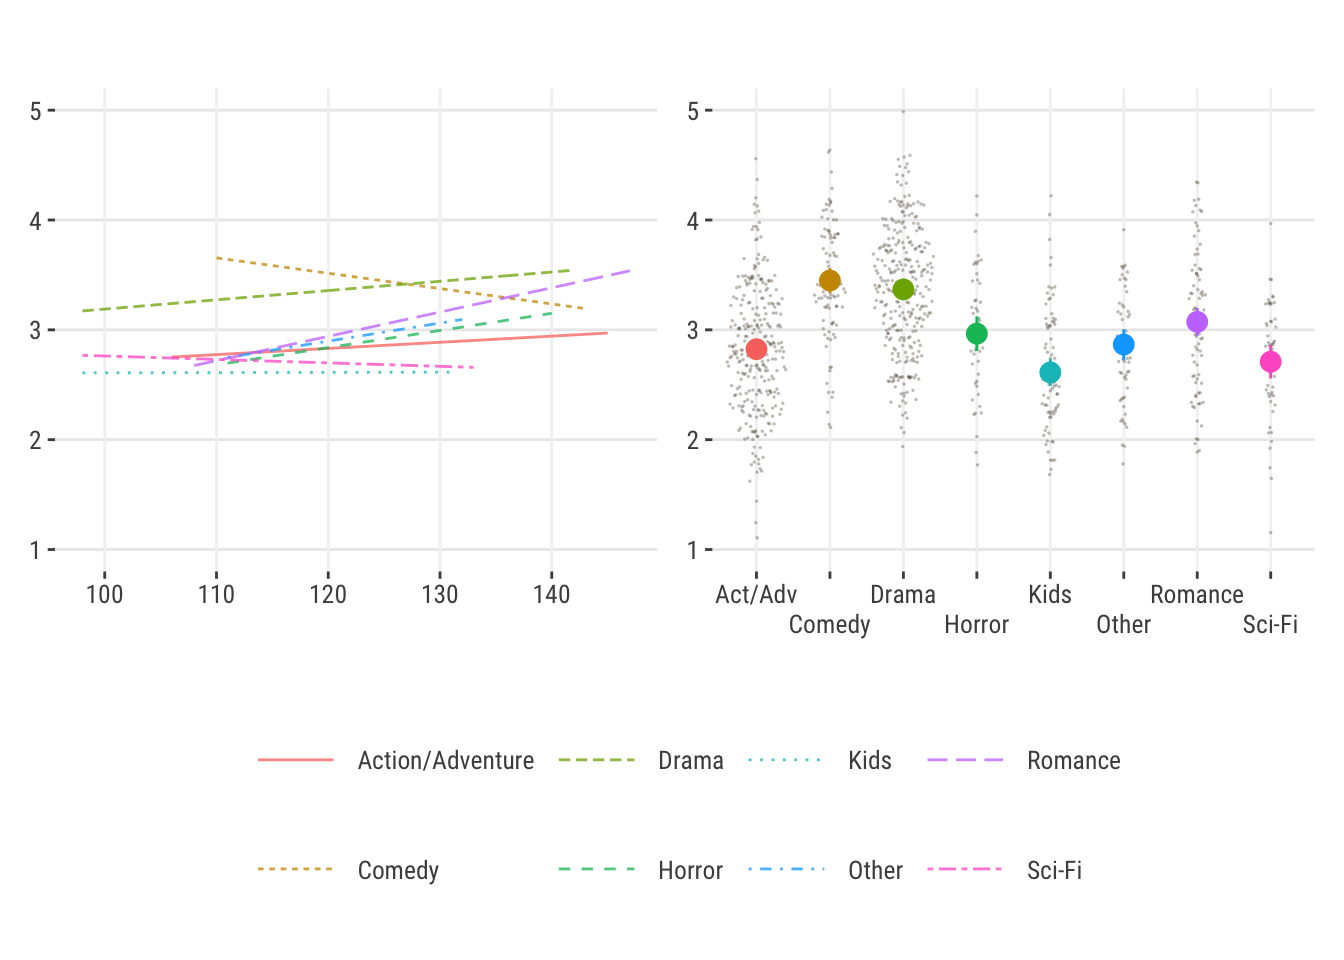 5
4
3
2
1
100 110 120 130 140
5
4
3
2
1
Act/Adv Drama Kids Romance
Comedy Horror Other Sci-Fi
Action/Adventure Drama Kids Romance
Comedy Horror Other Sci-Fi